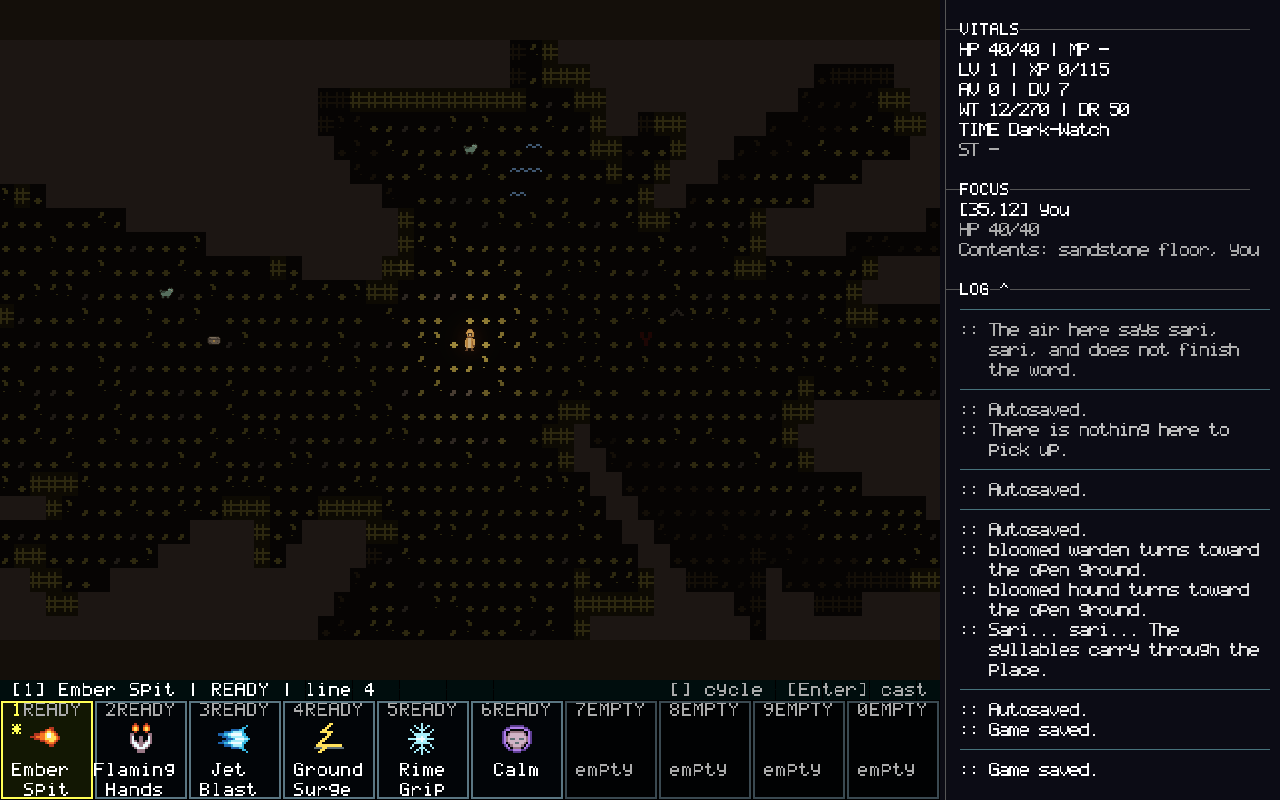 VITALS
HP 40/40 | MP -
LV 1 | XP 0/115
AV 0 | DV 7
WT 12/270 | DR 50
TIME Dark-Watch
ST -
FOCUS
[35,12] You
HP 40/40
Contents: sandstone floor, You
LOG ^
:: The air here says sari,
sari, and does not finish
the word.
:: Autosaved.
:: There is nothing here to
Pick up.
:: Autosaved.
:: Autosaved.
:: bloomed warden turns toward
the open ground.
:: bloomed hound turns toward
the open ground.
:: Sari... sari... The
syllables carry through the
Place.
:: Autosaved.
:: Game saved.
:: Game saved.
[1] Ember Spit | READY | line 4
[] cycle [Enter] cast
1READY 2READY 3READY 4READY 5READY 6READY 7EMPTY 8EMPTY 9EMPTY 0EMPTY
*
Ember Flaming Jet Ground Rime Calm empty empty empty empty
Spit Hands Blast Surge Grip